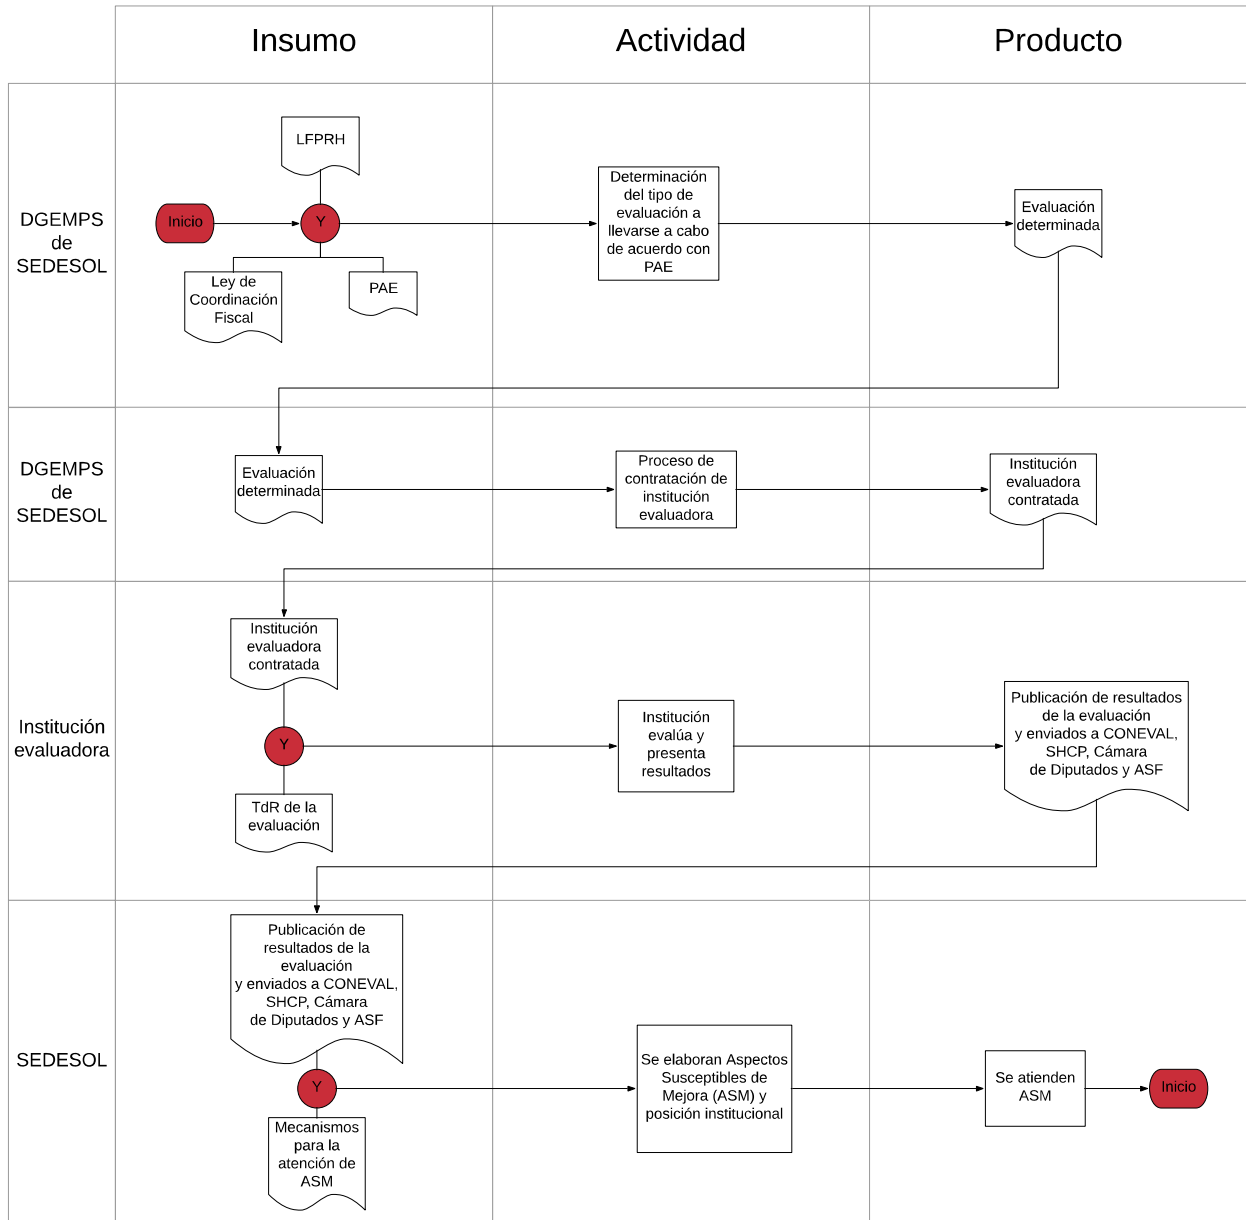 Insumo
Actividad
Producto
DGEMPS
de
SEDESOL
LFPRH
Inicio
Y
Ley de
Coordinación
Fiscal
PAE
Determinación
del tipo de
evaluación a
llevarse a cabo
de acuerdo con
PAE
Evaluación
determinada
DGEMPS
de
SEDESOL
Evaluación
determinada
Proceso de
contratación de
institución
evaluadora
Institución
evaluadora
contratada
Institución
evaluadora
Institución
evaluadora
contratada
Y
TdR de la
evaluación
Institución
evalúa y
presenta
resultados
Publicación de resultados
de la evaluación
y enviados a CONEVAL,
SHCP, Cámara
de Diputados y ASF
SEDESOL
Publicación de
resultados de la
evaluación
y enviados a CONEVAL,
SHCP, Cámara
de Diputados y ASF
Y
Mecanismos
para la
atención de
ASM
Se elaboran Aspectos
Susceptibles de
Mejora (ASM) y
posición institucional
Se atienden
ASM
Inicio